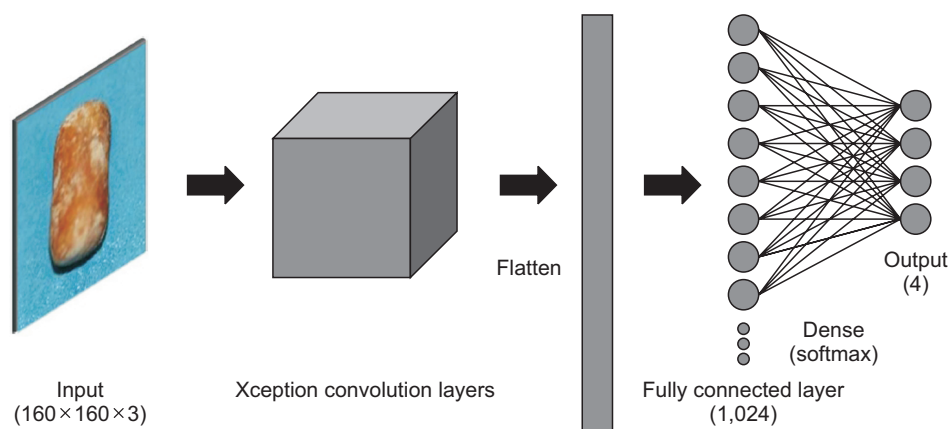 Flatten
Output
(4)
Dense
(softmax)
Input
(160×160×3)
Xception convolution layers
Fully connected layer
(1,024)